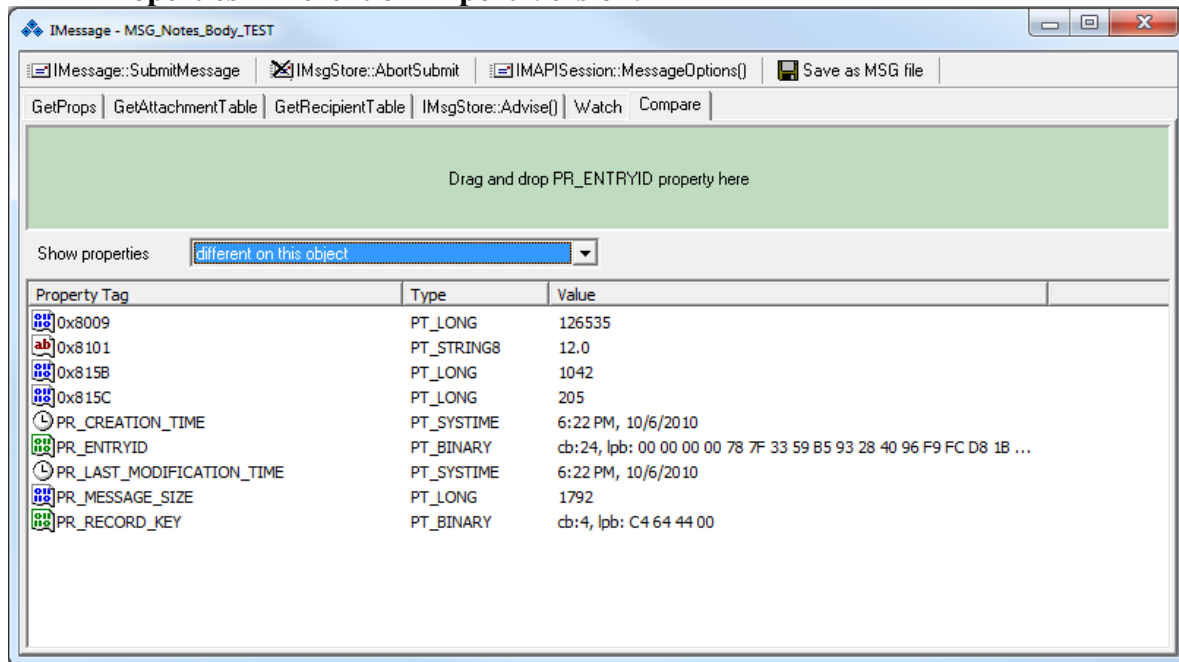 IMessage - MSG_Notes_Body_TEST
IMessage::SubmitMessage IMsgStore::AbortSubmit IMAPISession::MessageOptions() Save as MSG file
GetProps GetAttachmentTable GetRecipientTable IMsgStore::Advise() Watch Compare
Drag and drop PR_ENTRYID property here
Show properties different on this object
Property Tag Type Value
0x8009 PT_LONG 126535
0x8101 PT_STRING8 12.0
0x815B PT_LONG 1042
0x815C PT_LONG 205
PR_CREATION_TIME PT_SYSTIME 6:22 PM, 10/6/2010
PR_ENTRYID PT_BINARY cb:24, lpb: 00 00 00 00 78 7F 33 59 B5 93 28 40 96 F9 FC D8 1B ...
PR_LAST_MODIFICATION_TIME PT_SYSTIME 6:22 PM, 10/6/2010
PR_MESSAGE_SIZE PT_LONG 1792
PR_RECORD_KEY PT_BINARY cb:4, lpb: C4 64 44 00